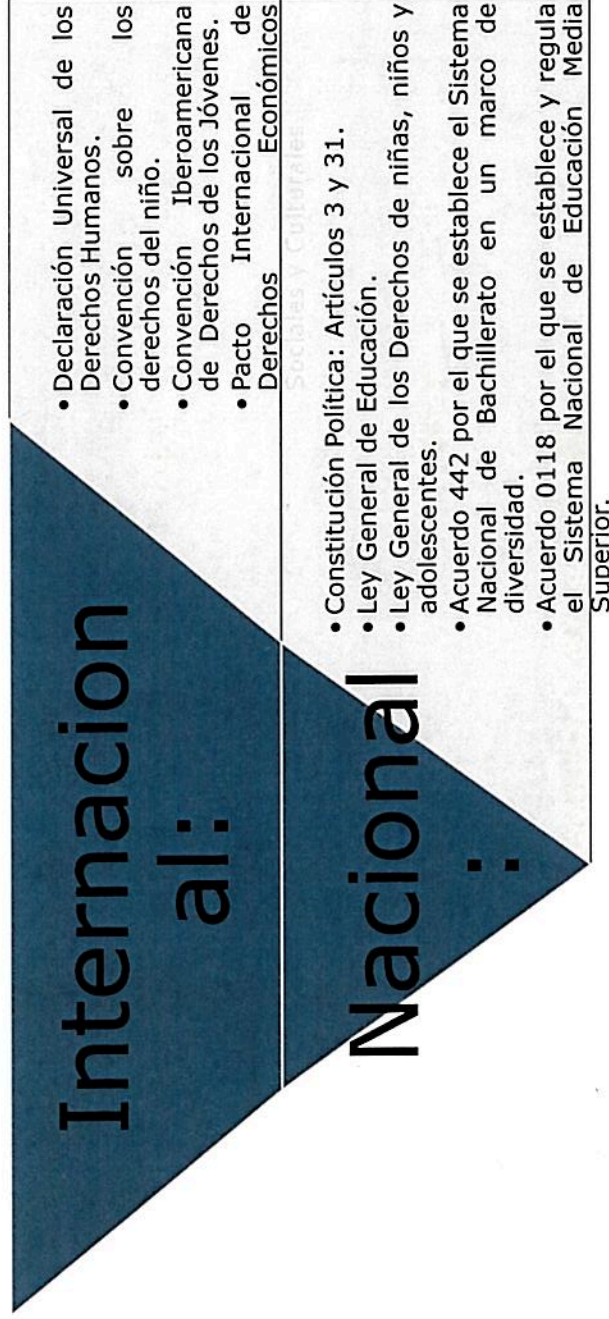 Internacion
al:
• Declaración Universal de los
Derechos Humanos.
• Convención sobre los
derechos del niño.
• Convención Iberoamericana
de Derechos de los Jóvenes.
• Pacto Internacional de
Derechos Económicos
Sociales y Culturales
Nacional
:
• Constitución Política: Artículos 3 y 31.
• Ley General de Educación.
• Ley General de los Derechos de niñas, niños y
adolescentes.
• Acuerdo 442 por el que se establece el Sistema
Nacional de Bachillerato en un marco de
diversidad.
• Acuerdo 0118 por el que se establece y regula
el Sistema Nacional de Educación Media
Superior.